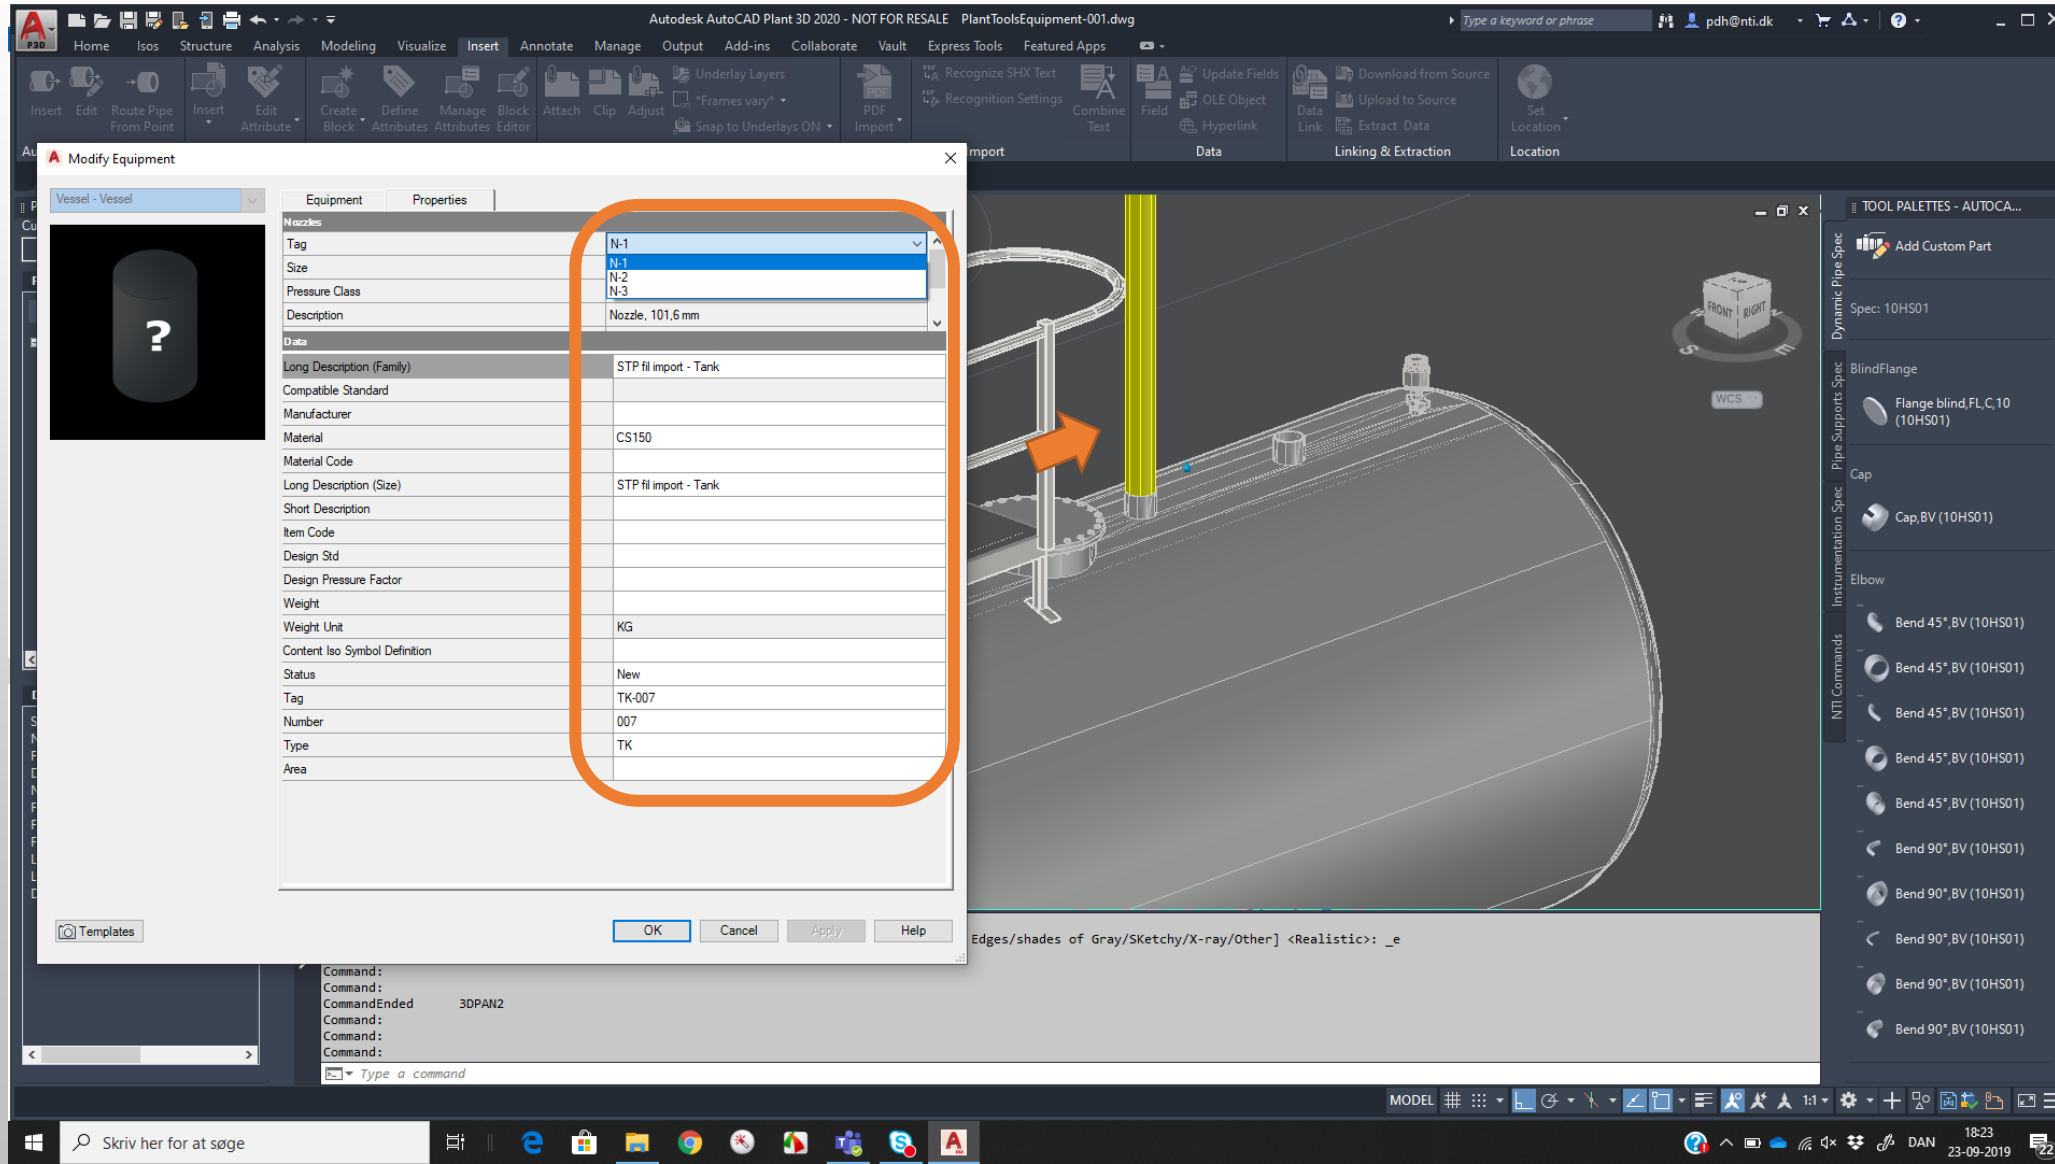 Autodesk AutoCAD Plant 3D 2020 - NOT FOR RESALE PlantToolsEquipment-001.dwg
Type a keyword or phrase
pdh@nti.dk
P3D
Home Isos Structure Analysis Modeling Visualize Insert Annotate Manage Output Add-ins Collaborate Vault Express Tools Featured Apps
Insert Edit Route Pipe From Point
Insert
Edit Attribute
Create Block
Define Attributes
Manage Attributes
Block Editor
Attach Clip Adjust
Underlay Layers
*Frames vary*
Snap to Underlays ON
PDF Import
Recognize SHX Text
Recognition Settings
Combine Text
Field
Update Fields
OLE Object
Hyperlink
Data Link
Download from Source
Upload to Source
Extract Data
Set Location
Au
mport
Data
Linking & Extraction
Location
Modify Equipment
Vessel - Vessel
?
Equipment Properties
Nozzles
Tag N-1
N-1
N-2
N-3
Size
Pressure Class
Description Nozzle, 101,6 mm
Data
Long Description (Family) STP fil import - Tank
Compatible Standard
Manufacturer
Material CS150
Material Code
Long Description (Size) STP fil import - Tank
Short Description
Item Code
Design Std
Design Pressure Factor
Weight
Weight Unit KG
Content Iso Symbol Definition
Status New
Tag TK-007
Number 007
Type TK
Area
Templates
OK Cancel Apply Help
FRONT RIGHT
S E
WCS
TOOL PALETTES - AUTOCA...
Dynamic Pipe Spec
Pipe Supports Spec
Instrumentation Spec
NTI Commands
Add Custom Part
Spec: 10HS01
BlindFlange
Flange blind,FL,C,10
(10HS01)
Cap
Cap,BV (10HS01)
Elbow
Bend 45°,BV (10HS01)
Bend 45°,BV (10HS01)
Bend 45°,BV (10HS01)
Bend 45°,BV (10HS01)
Bend 45°,BV (10HS01)
Bend 90°,BV (10HS01)
Bend 90°,BV (10HS01)
Bend 90°,BV (10HS01)
Bend 90°,BV (10HS01)
Bend 90°,BV (10HS01)
Edges/shades of Gray/SKetchy/X-ray/Other] <Realistic>: _e
Command:
Command:
CommandEnded 3DPAN2
Command:
Command:
Command:
Type a command
MODEL
1:1
Skriv her for at søge
DAN
18:23
23-09-2019
22